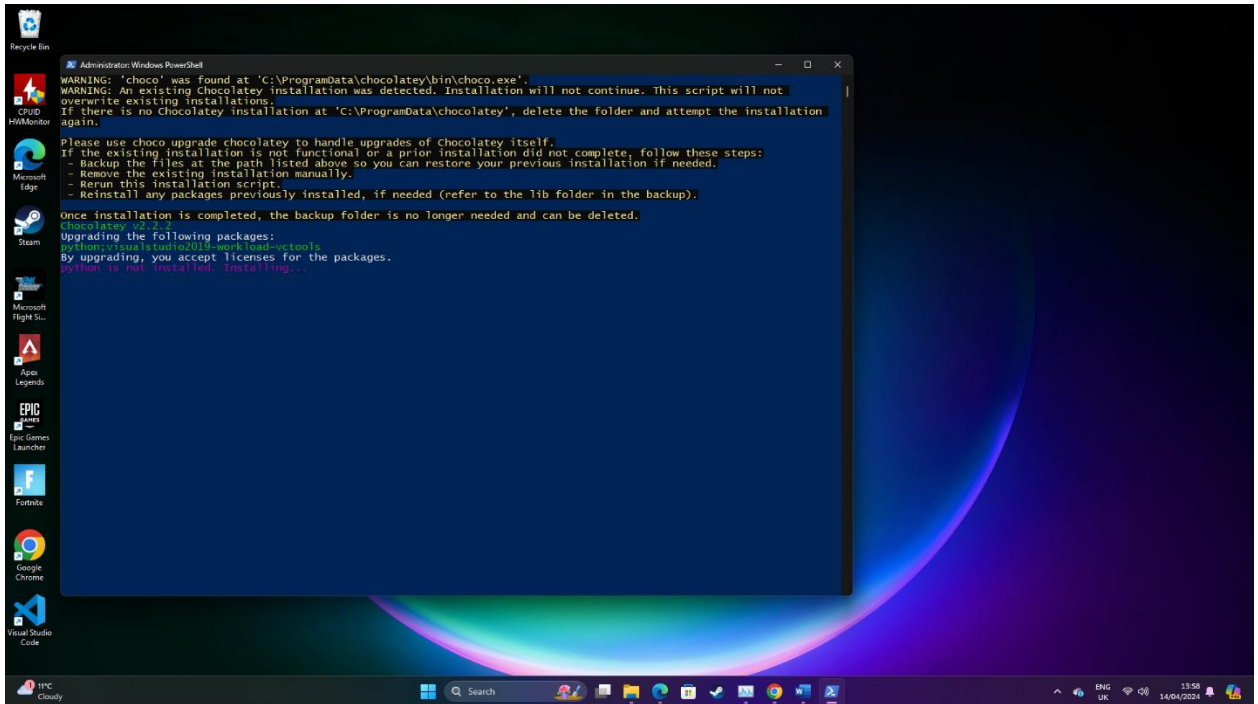 Recycle Bin
CPUID
HWMonitor
Microsoft
Edge
Steam
Microsoft
Flight Si...
Apex
Legends
EPIC
GAMES
Epic Games
Launcher
Fortnite
Google
Chrome
Visual Studio
Code
Administrator: Windows PowerShell
WARNING: 'choco' was found at 'C:\ProgramData\chocolatey\bin\choco.exe'.
WARNING: An existing Chocolatey installation was detected. Installation will not continue. This script will not
overwrite existing installations.
If there is no Chocolatey installation at 'C:\ProgramData\chocolatey', delete the folder and attempt the installation
again.
Please use choco upgrade chocolatey to handle upgrades of Chocolatey itself.
If the existing installation is not functional or a prior installation did not complete, follow these steps:
- Backup the files at the path listed above so you can restore your previous installation if needed.
- Remove the existing installation manually.
- Rerun this installation script.
- Reinstall any packages previously installed, if needed (refer to the lib folder in the backup).
Once installation is completed, the backup folder is no longer needed and can be deleted.
Chocolatey v2.2.2
Upgrading the following packages:
python;visualstudio2019-workload-vctools
By upgrading, you accept licenses for the packages.
python is not installed. Installing...
1
11°C
Cloudy
Search
ENG
UK
13:58
14/04/2024